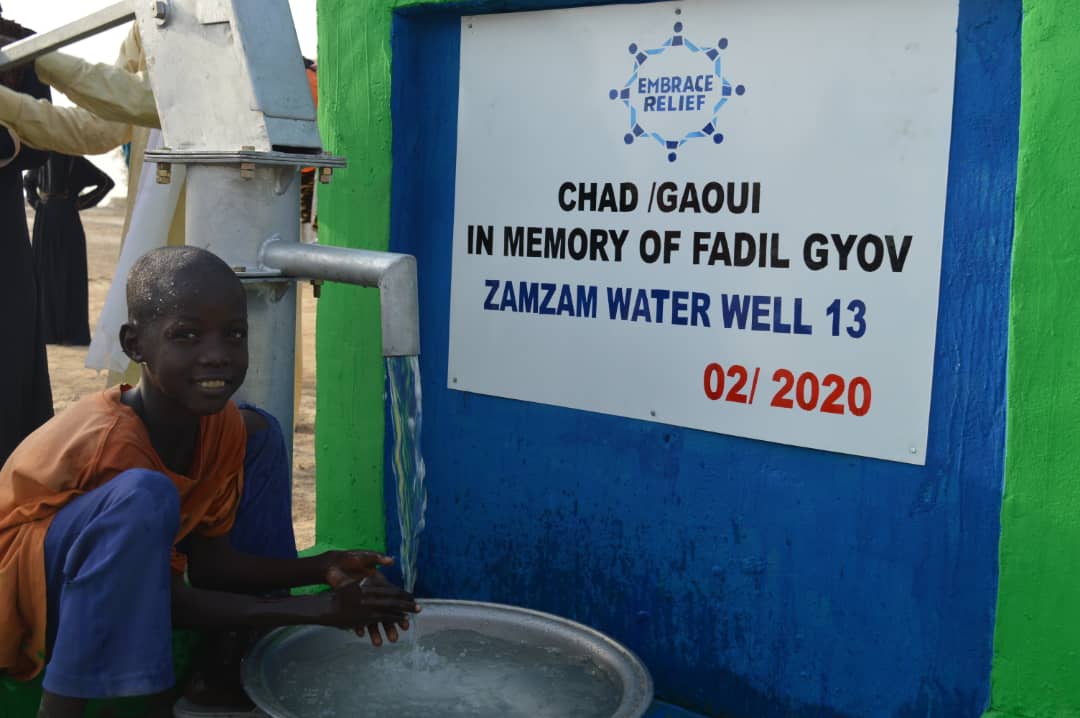 EMBRACE
RELIEF
CHAD /GAOUI
IN MEMORY OF FADIL GYOV
ZAMZAM WATER WELL 13
02/ 2020